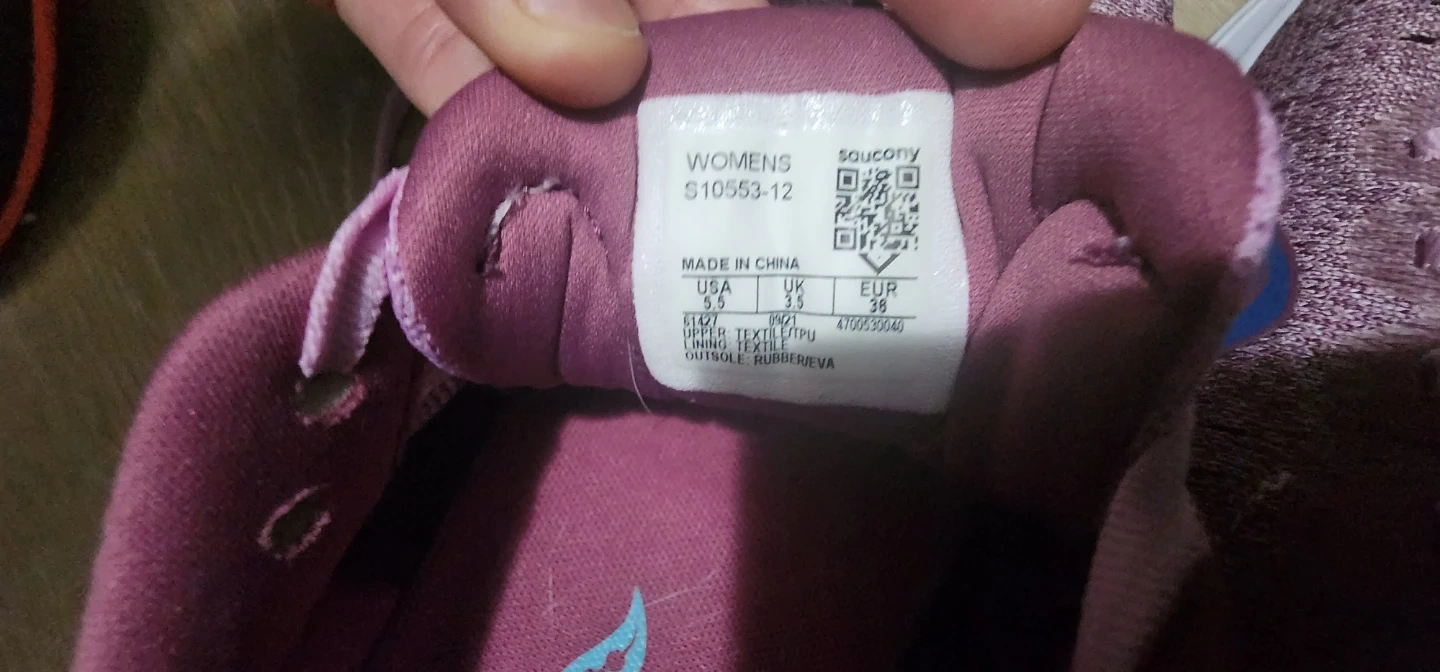 WOMENS
S10553-12
saucony
MADE IN CHINA
USA UK EUR
5.5 3.5 36
61427 09/21 4700530040
UPPER: TEXTILE/TPU
LINING: TEXTILE
OUTSOLE: RUBBER/EVA